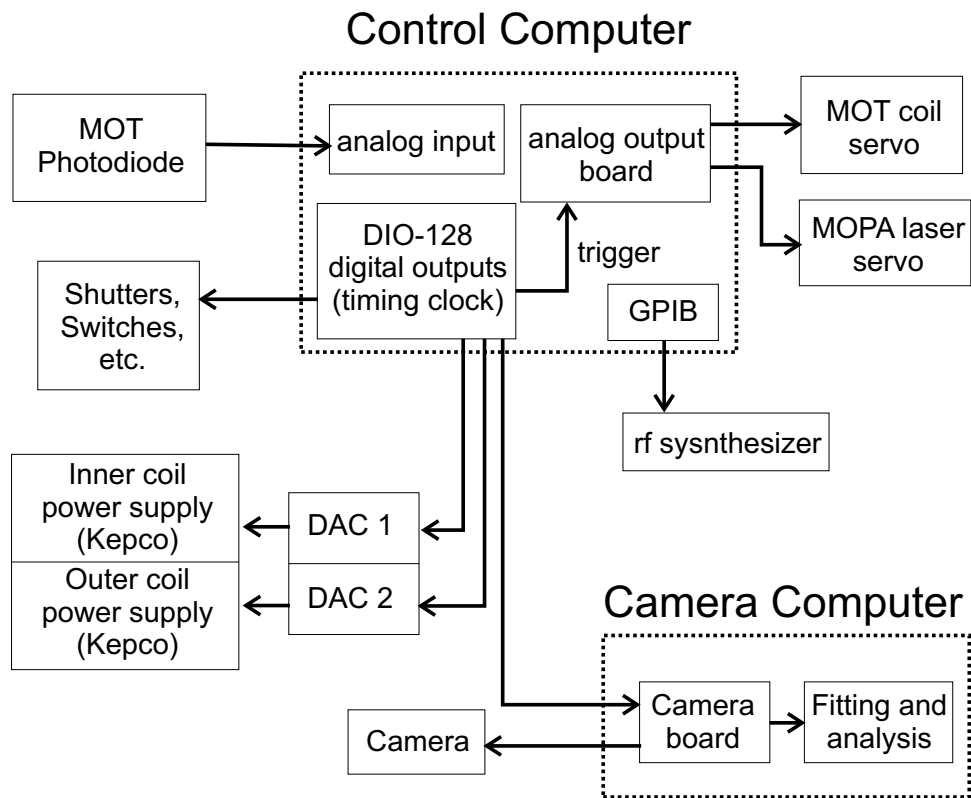 Control Computer
MOT
Photodiode
analog input
analog output
board
MOT coil
servo
MOPA laser
servo
DIO-128
digital outputs
(timing clock)
trigger
Shutters,
Switches,
etc.
GPIB
rf sysnthesizer
Inner coil
power supply
(Kepco)
DAC 1
Outer coil
power supply
(Kepco)
DAC 2
Camera Computer
Camera
board
Fitting and
analysis
Camera